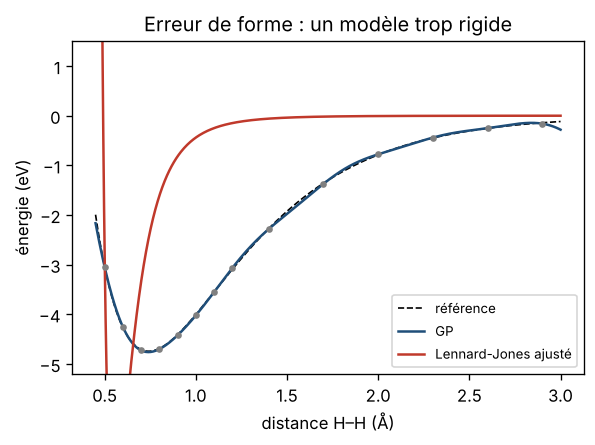 Erreur de forme : un modèle trop rigide
énergie (eV)
1
0
−1
−2
−3
−4
−5
0.5
1.0
1.5
2.0
2.5
3.0
distance H–H (Å)
référence
GP
Lennard-Jones ajusté